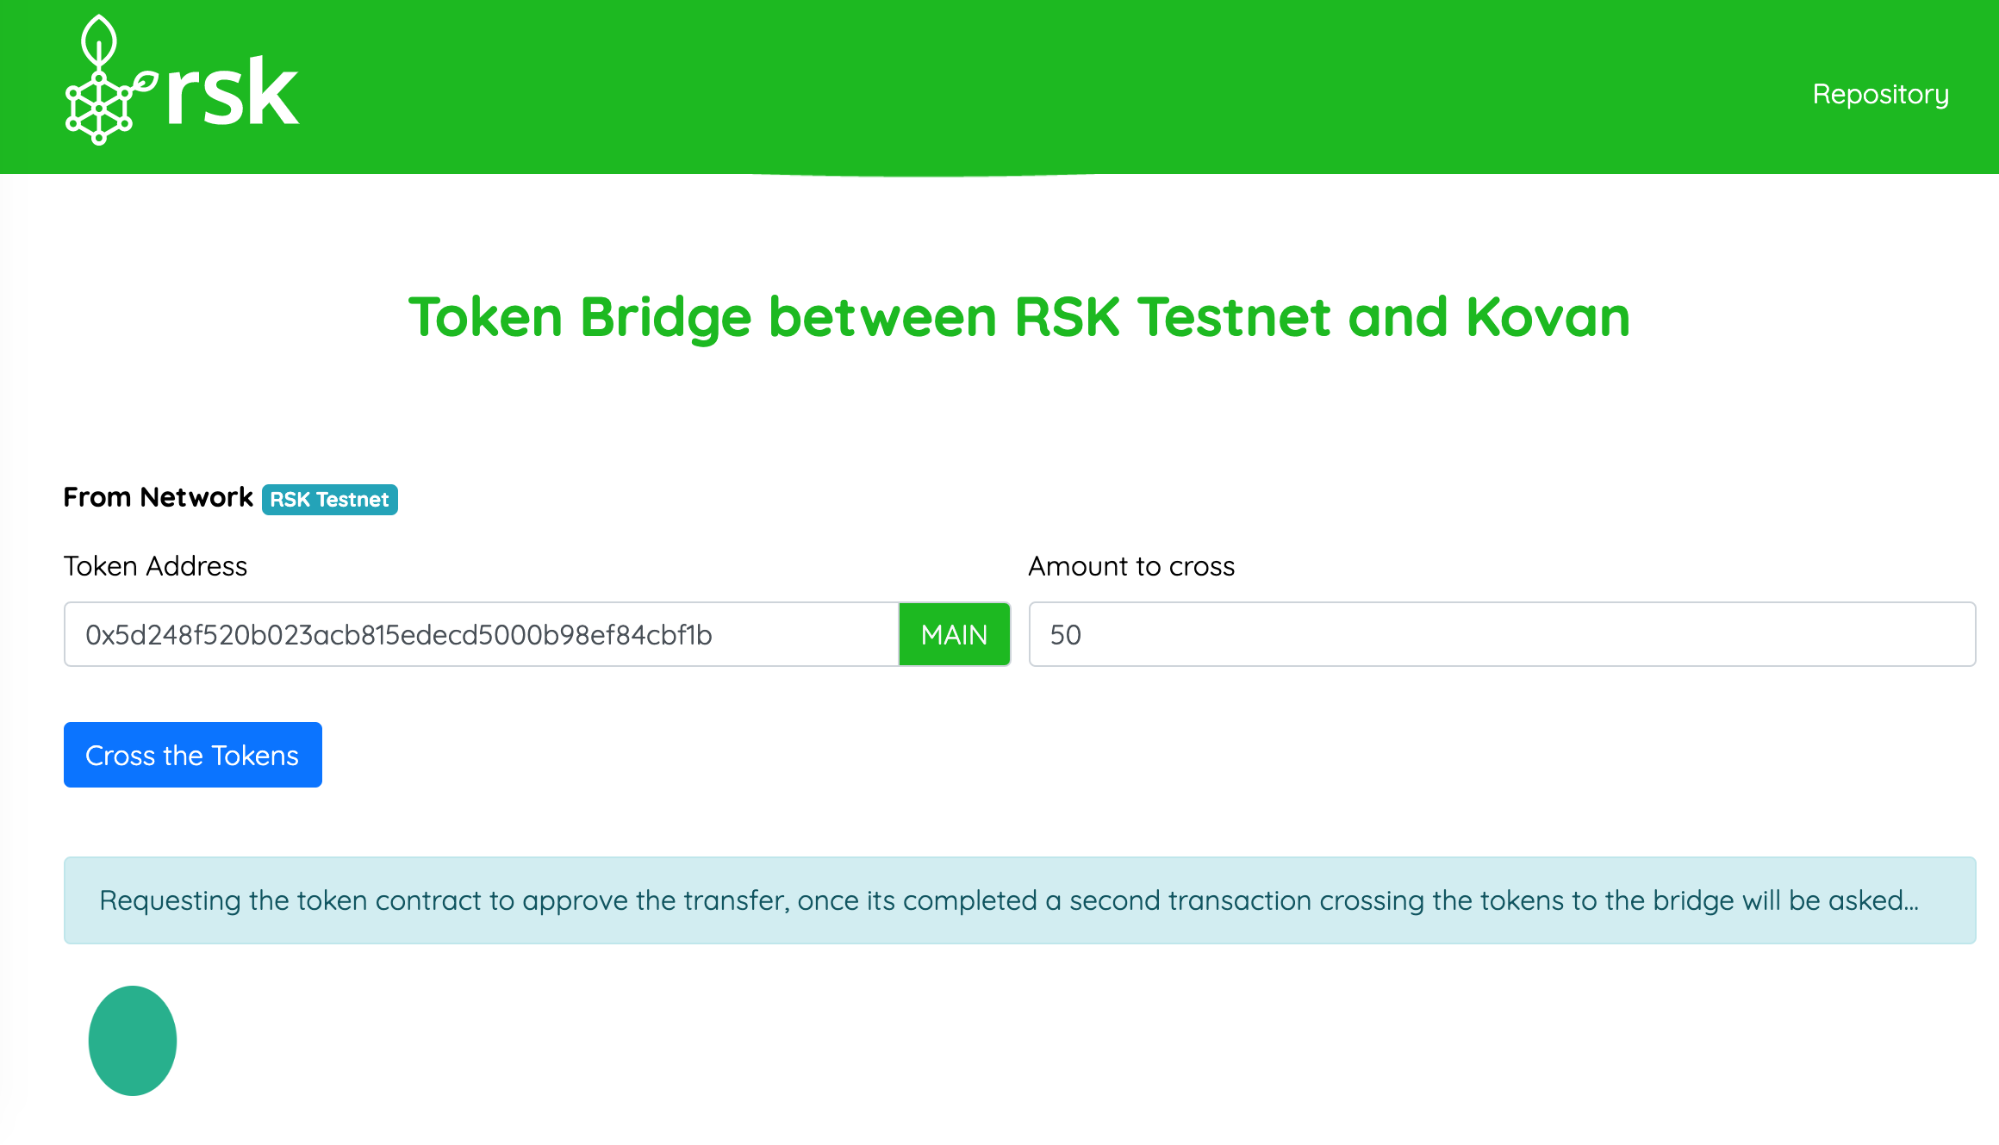 rsk
Repository
Token Bridge between RSK Testnet and Kovan
From Network RSK Testnet
Token Address
Amount to cross
0x5d248f520b023acb815edecd5000b98ef84cbf1b MAIN
50
Cross the Tokens
Requesting the token contract to approve the transfer, once its completed a second transaction crossing the tokens to the bridge will be asked...